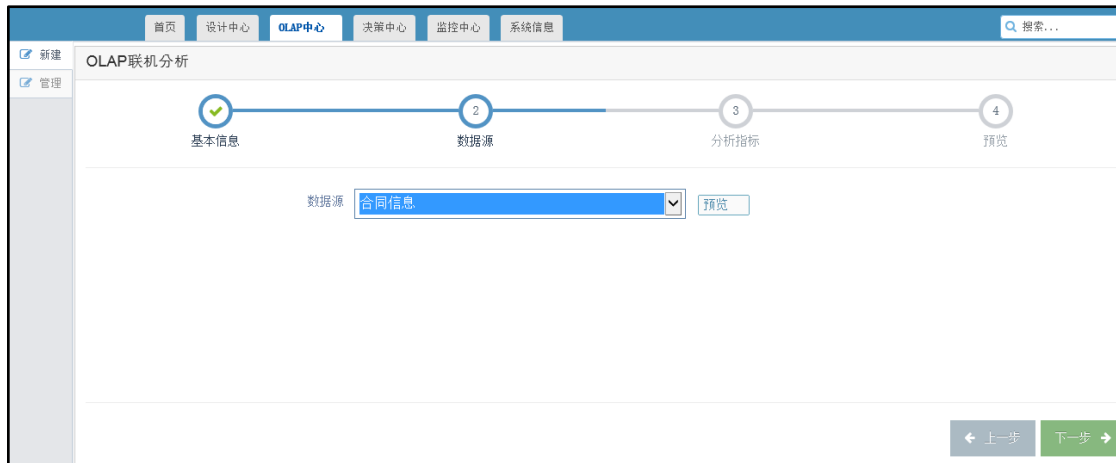 首页 设计中心 OLAP中心 决策中心 监控中心 系统信息 搜索...
新建
管理
OLAP联机分析
2 3 4
基本信息 数据源 分析指标 预览
数据源 合同信息 预览
上一步 下一步